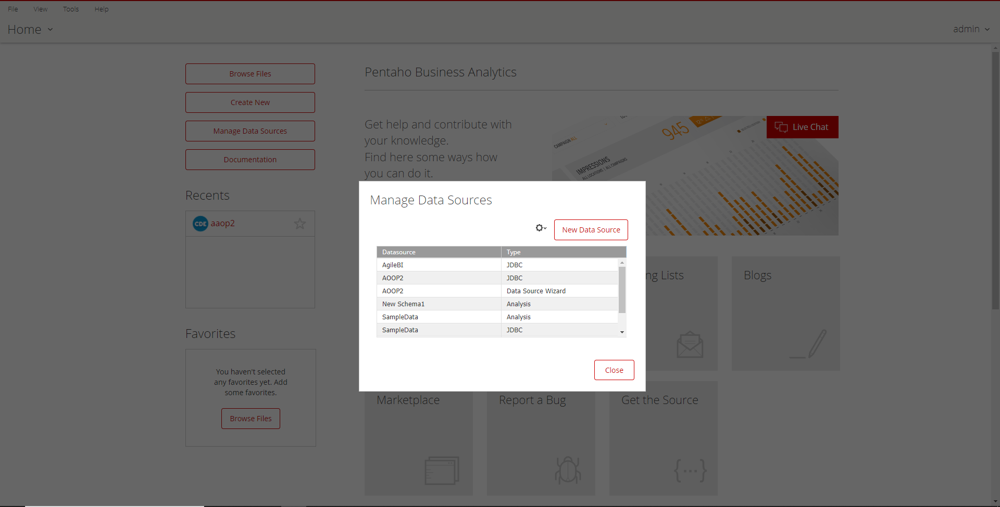 File View Tools Help
Home
admin
Browse Files
Create New
Manage Data Sources
Documentation
Recents
CDE aaop2
Favorites
You haven't selected
any favorites yet. Add
some favorites.
Browse Files
Pentaho Business Analytics
Get help and contribute with
your knowledge.
Find here some ways how
you can do it.
CAMPAIGN ALL
945
IMPRESSIONS
ALL LOCATIONS | ALL CAMPAIGNS
Live Chat
Manage Data Sources
New Data Source
Datasource Type
AgileBI JDBC
AOOP2 JDBC
AOOP2 Data Source Wizard
New Schema1 Analysis
SampleData Analysis
SampleData JDBC
Close
ng Lists
Blogs
Marketplace
Report a Bug
Get the Source